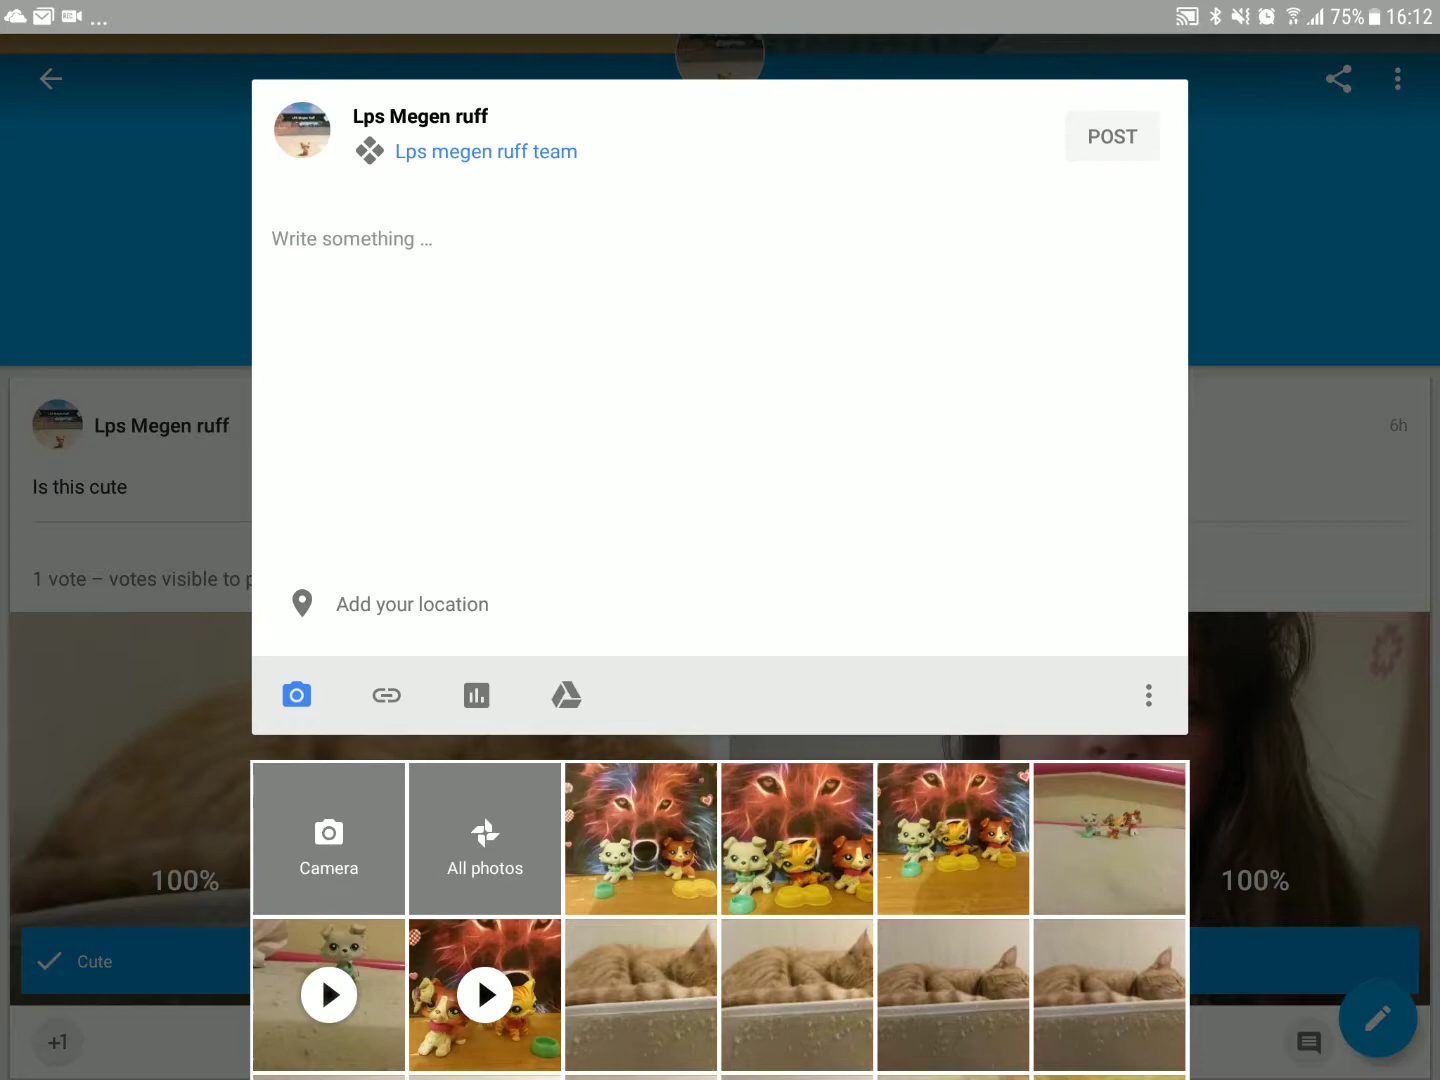 ...
75% 16:12
Lps Megen ruff
Lps megen ruff team
POST
Write something ...
Add your location
Lps Megen ruff
6h
Is this cute
1 vote – votes visible to
Camera
All photos
100%
100%
Cute
+1